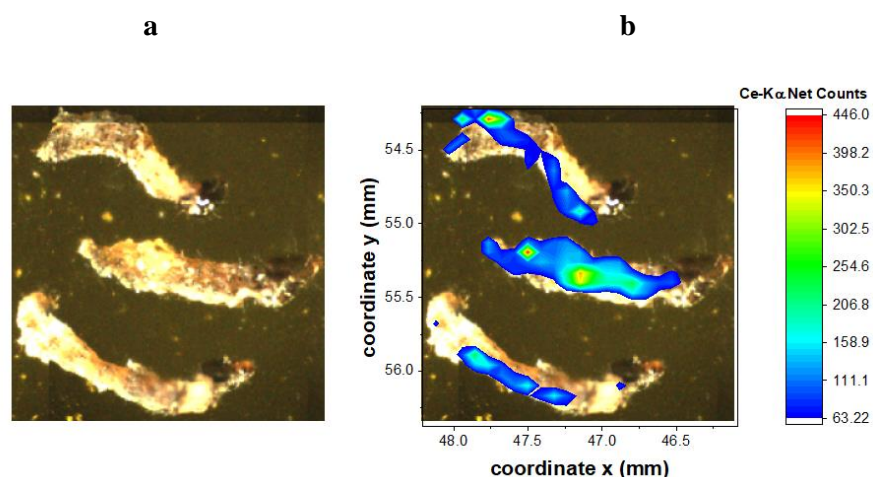 a
b
Ce-Kα Net Counts
446.0
398.2
350.3
302.5
254.6
206.8
158.9
111.1
63.22
54.5
55.0
55.5
56.0
coordinate y (mm)
48.0 47.5 47.0 46.5
coordinate x (mm)